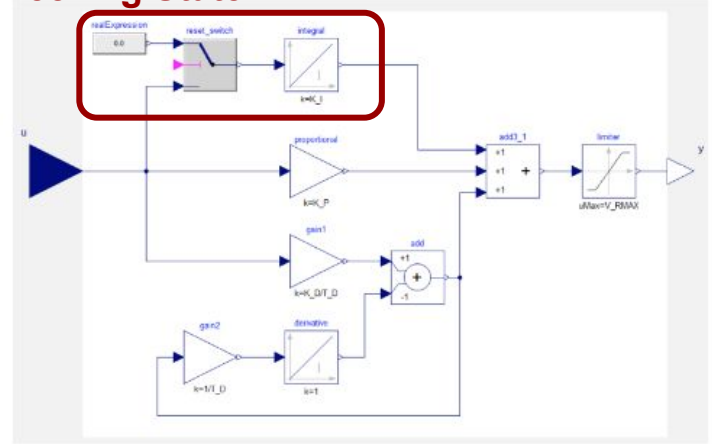 realExpression
reset_switch
integral
0.0
k=K_I
u
proportional
add3_1
limiter
y
+1
+1
+
+1
k=K_P
uMax=V_RMAX
gain1
add
+1
+
-1
k=K_D/T_D
gain2
derivative
k=1/T_D
k=1